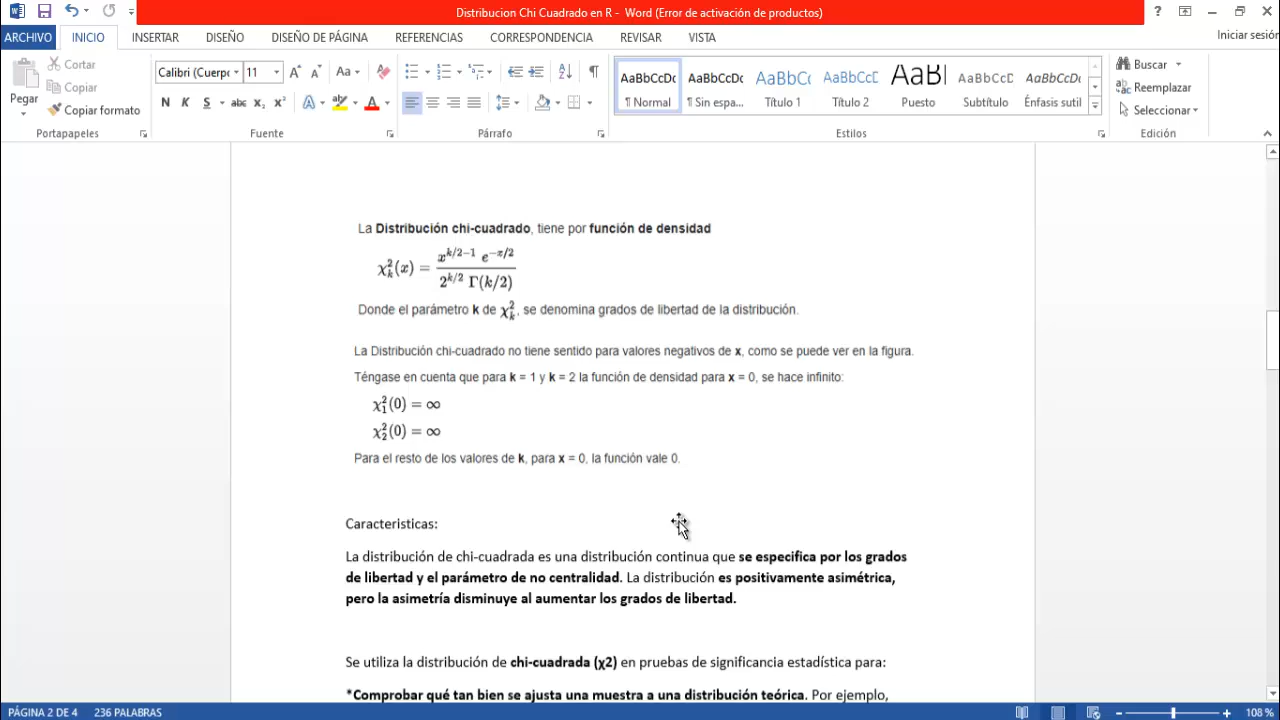 Distribucion Chi Cuadrado en R - Word (Error de activación de productos)
?
ARCHIVO INICIO INSERTAR DISEÑO DISEÑO DE PÁGINA REFERENCIAS CORRESPONDENCIA REVISAR VISTA Iniciar sesión
Pegar
Cortar
Copiar
Copiar formato
Portapapeles
Calibri (Cuerpo 11
N K S abc x₂ x²
Fuente
Párrafo
AaBbCcDc AaBbCcDc AaBbCc AaBbCcD AaBb AaBbCcD AaBbCcDc
¶ Normal ¶ Sin espa... Título 1 Título 2 Puesto Subtítulo Énfasis sutil
Estilos
Buscar
Reemplazar
Seleccionar
Edición
La Distribución chi-cuadrado, tiene por función de densidad
χ²ₖ(x) = x^(k/2−1) e^(−x/2) / 2^(k/2) Γ(k/2)
Donde el parámetro k de χ²ₖ, se denomina grados de libertad de la distribución.
La Distribución chi-cuadrado no tiene sentido para valores negativos de x, como se puede ver en la figura.
Téngase en cuenta que para k = 1 y k = 2 la función de densidad para x = 0, se hace infinito:
χ²₁(0) = ∞
χ²₂(0) = ∞
Para el resto de los valores de k, para x = 0, la función vale 0.
Caracteristicas:
La distribución de chi-cuadrada es una distribución continua que se especifica por los grados
de libertad y el parámetro de no centralidad. La distribución es positivamente asimétrica,
pero la asimetría disminuye al aumentar los grados de libertad.
Se utiliza la distribución de chi-cuadrada (χ2) en pruebas de significancia estadística para:
*Comprobar qué tan bien se ajusta una muestra a una distribución teórica. Por ejemplo,
PÁGINA 2 DE 4 236 PALABRAS 108 %